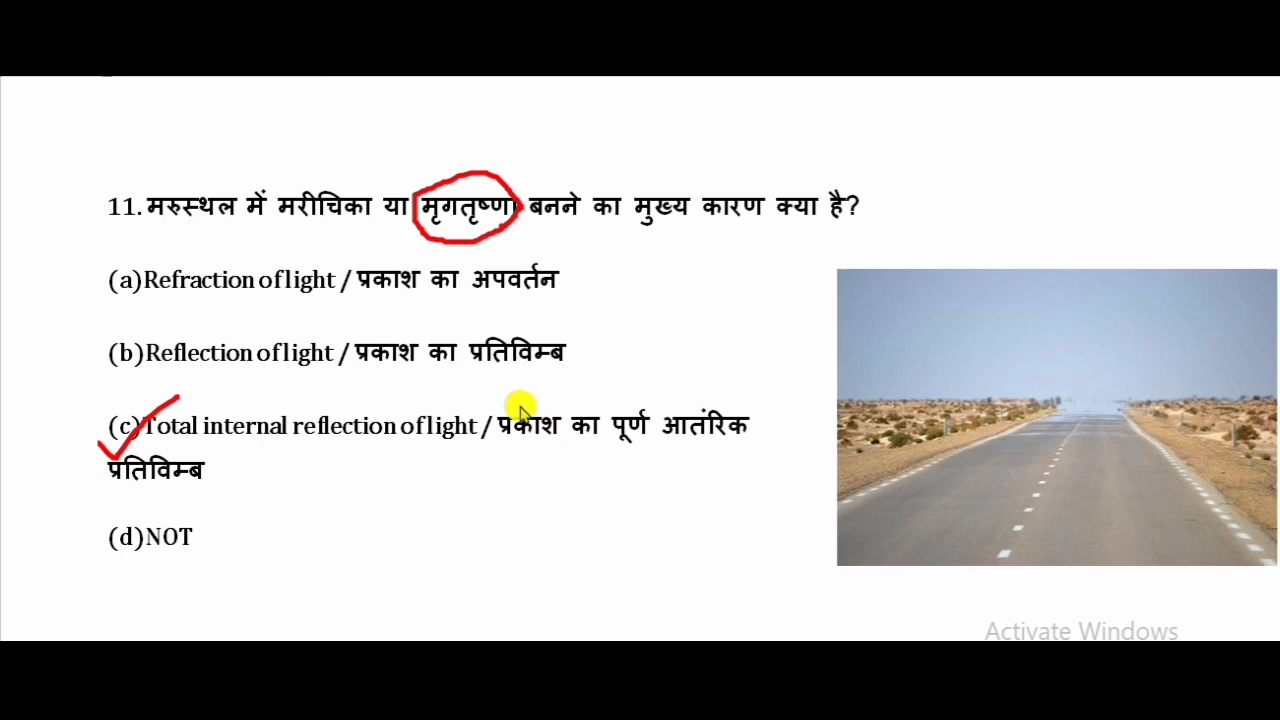 11. मरुस्थल में मरीचिका या मृगतृष्णा बनने का मुख्य कारण क्या है?
(a)Refraction of light / प्रकाश का अपवर्तन
(b)Reflection of light / प्रकाश का प्रतिविम्ब
(c)Total internal reflection of light / प्रकाश का पूर्ण आतंरिक
प्रतिविम्ब
(d)NOT
Activate Windows